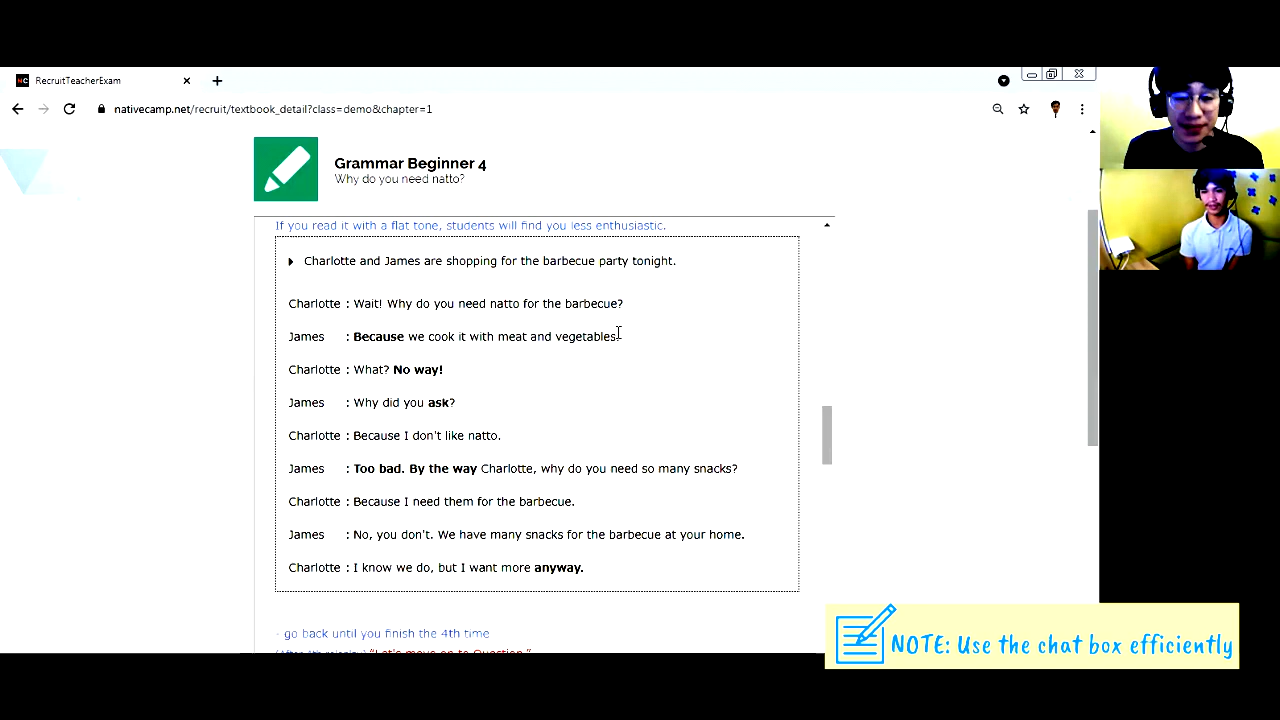 RecruitTeacherExam
nativecamp.net/recruit/textbook_detail?class=demo&chapter=1
Grammar Beginner 4
Why do you need natto?
If you read it with a flat tone, students will find you less enthusiastic.
Charlotte and James are shopping for the barbecue party tonight.
Charlotte : Wait! Why do you need natto for the barbecue?
James : Because we cook it with meat and vegetables.
Charlotte : What? No way!
James : Why did you ask?
Charlotte : Because I don't like natto.
James : Too bad. By the way Charlotte, why do you need so many snacks?
Charlotte : Because I need them for the barbecue.
James : No, you don't. We have many snacks for the barbecue at your home.
Charlotte : I know we do, but I want more anyway.
- go back until you finish the 4th time
"Let's move on to Question."
NOTE: Use the chat box efficiently